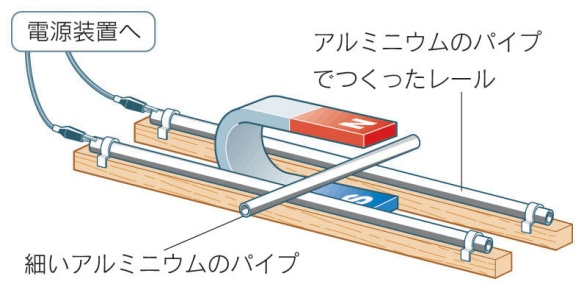 電源装置へ
アルミニウムのパイプ
でつくったレール
N
S
細いアルミニウムのパイプ